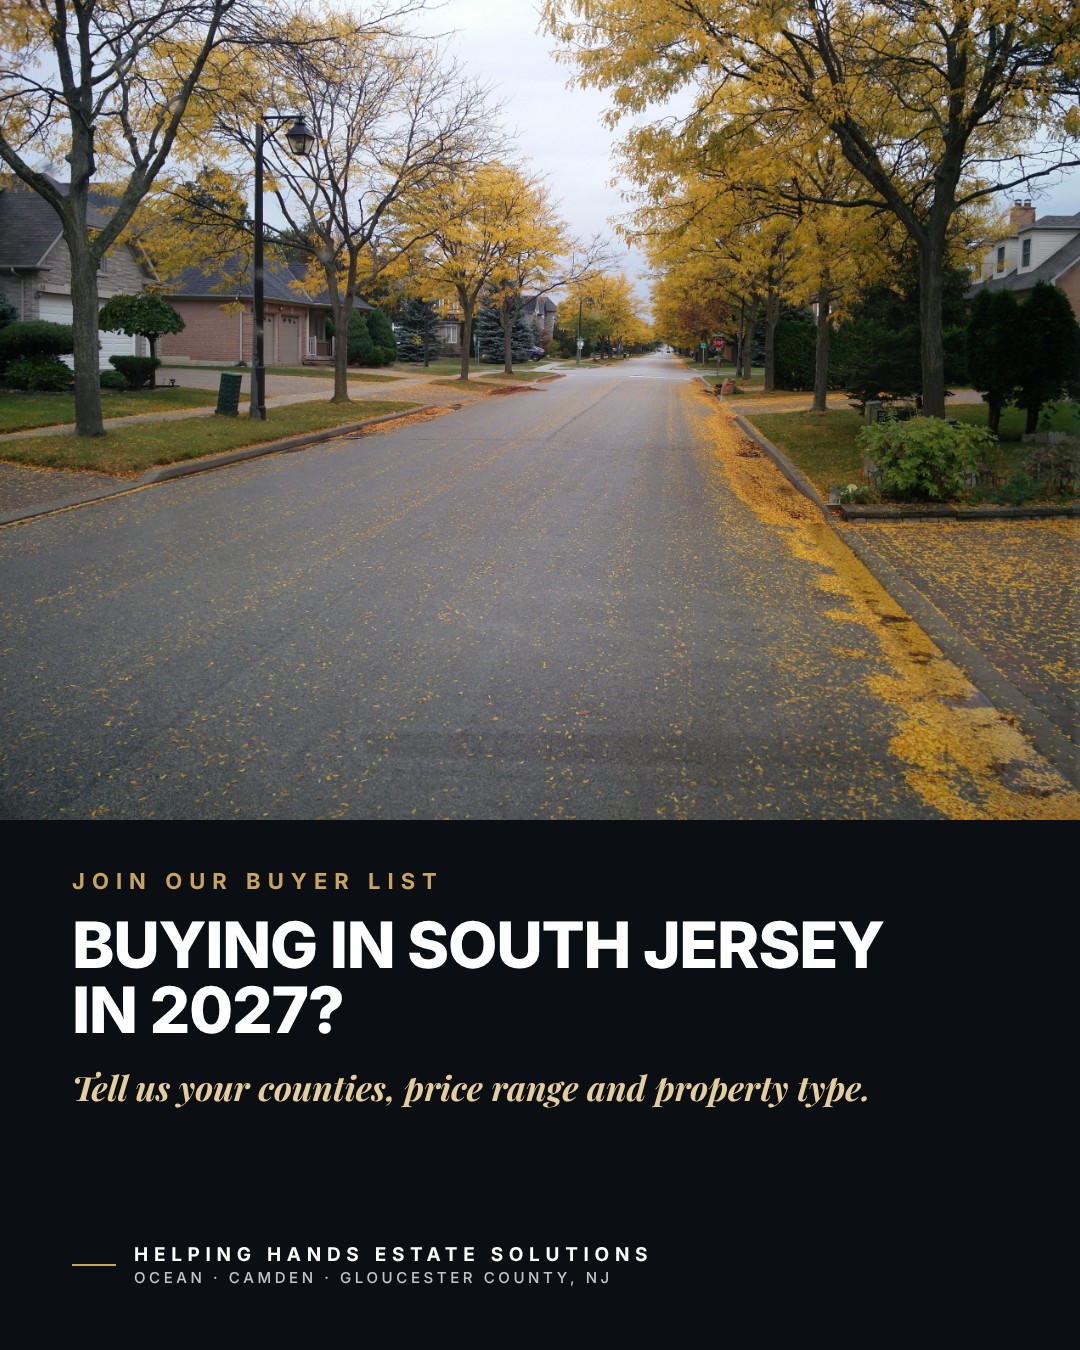 JOIN OUR BUYER LIST
BUYING IN SOUTH JERSEY
IN 2027?
Tell us your counties, price range and property type.
HELPING HANDS ESTATE SOLUTIONS
OCEAN · CAMDEN · GLOUCESTER COUNTY, NJ